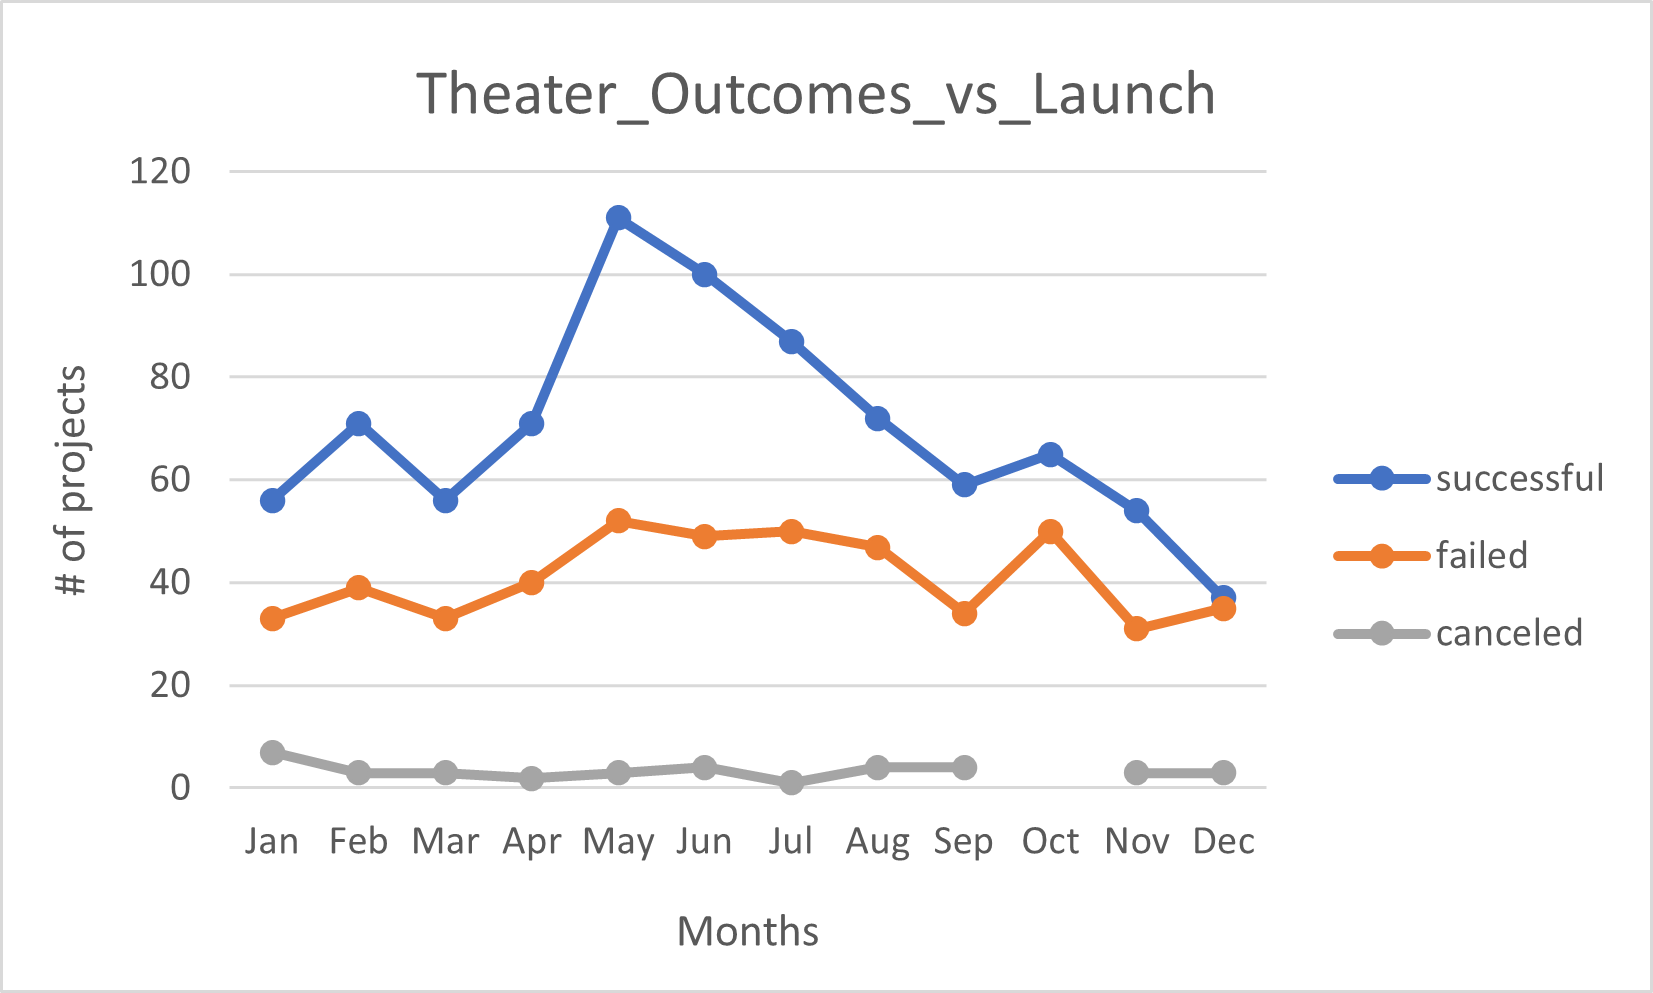 Theater_Outcomes_vs_Launch
120
100
80
60
40
20
0
# of projects
Jan Feb Mar Apr May Jun Jul Aug Sep Oct Nov Dec
Months
successful
failed
canceled